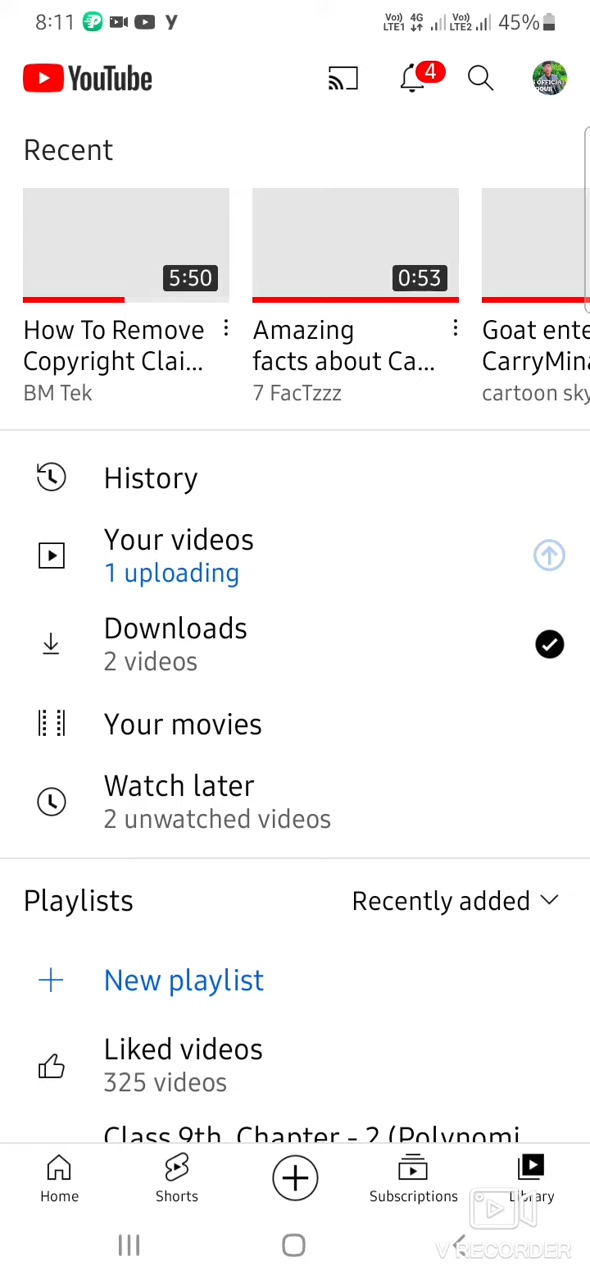 8:11
Vo)) 4G Vo))
LTE1 LTE2 45%
YouTube 4
Recent
5:50 0:53
How To Remove Amazing Goat ente
Copyright Clai... facts about Ca... CarryMina
BM Tek 7 FacTzzz cartoon sky
History
Your videos
1 uploading
Downloads
2 videos
Your movies
Watch later
2 unwatched videos
Playlists Recently added
New playlist
Liked videos
325 videos
Class 9th, Chapter - 2 (Polynomi
Home Shorts Subscriptions Library
V RECORDER